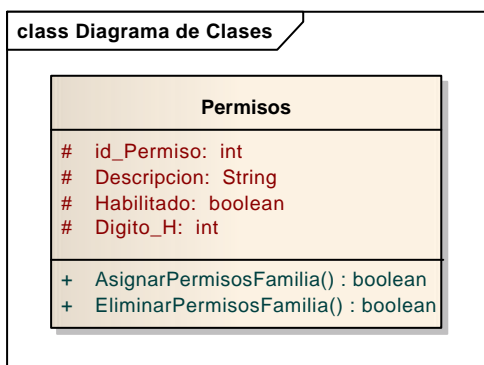 class Diagrama de Clases
Permisos
# id_Permiso: int
# Descripcion: String
# Habilitado: boolean
# Digito_H: int
+ AsignarPermisosFamilia() : boolean
+ EliminarPermisosFamilia() : boolean